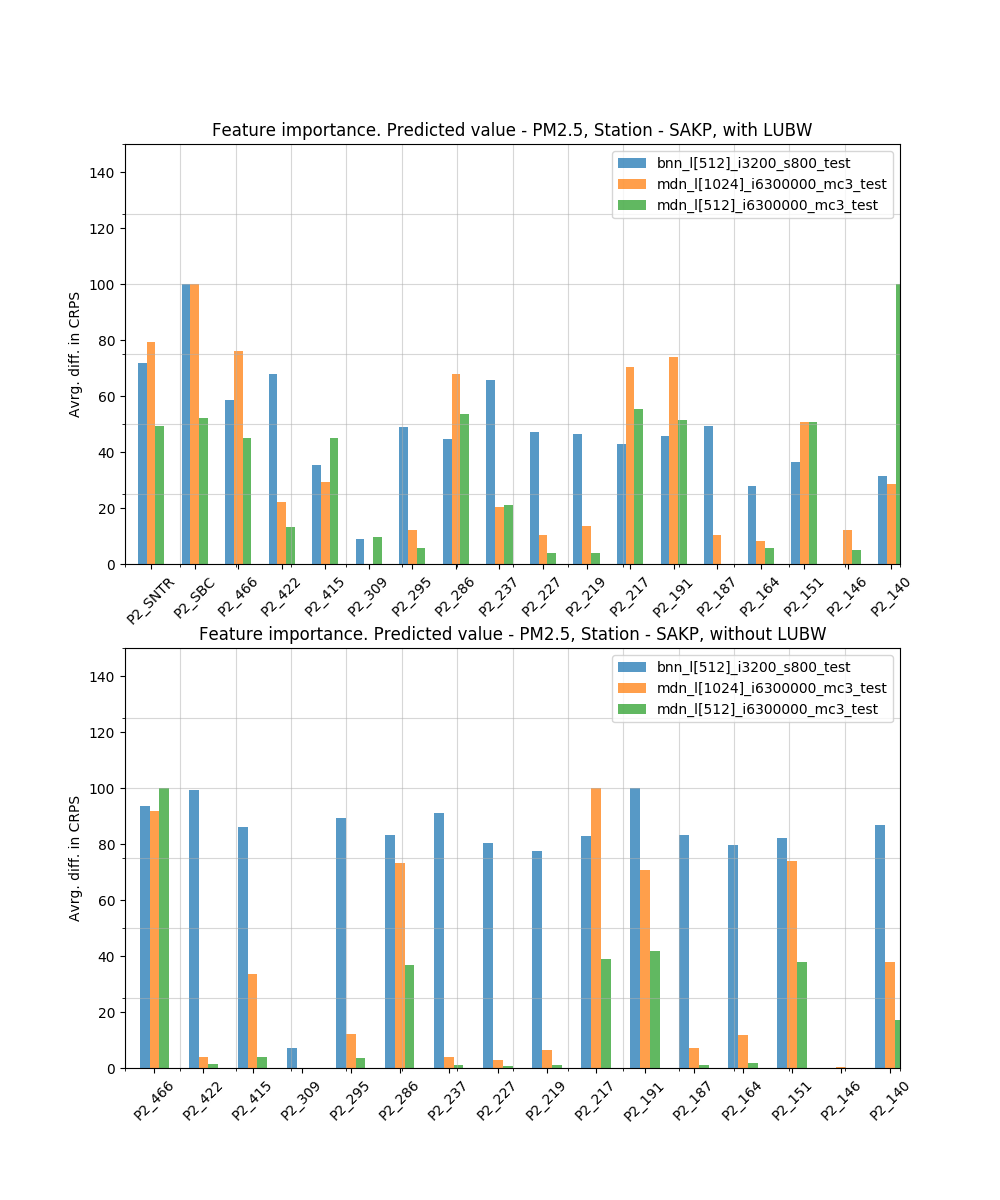 Feature importance. Predicted value - PM2.5, Station - SAKP, with LUBW
bnn_l[512]_i3200_s800_test
mdn_l[1024]_i6300000_mc3_test
mdn_l[512]_i6300000_mc3_test
Avrg. diff. in CRPS
140
120
100
80
60
40
20
0
P2_SNTR P2_SBC P2_466 P2_422 P2_415 P2_309 P2_295 P2_286 P2_237 P2_227 P2_219 P2_217 P2_191 P2_187 P2_164 P2_151 P2_146 P2_140
Feature importance. Predicted value - PM2.5, Station - SAKP, without LUBW
bnn_l[512]_i3200_s800_test
mdn_l[1024]_i6300000_mc3_test
mdn_l[512]_i6300000_mc3_test
Avrg. diff. in CRPS
140
120
100
80
60
40
20
0
P2_466 P2_422 P2_415 P2_309 P2_295 P2_286 P2_237 P2_227 P2_219 P2_217 P2_191 P2_187 P2_164 P2_151 P2_146 P2_140